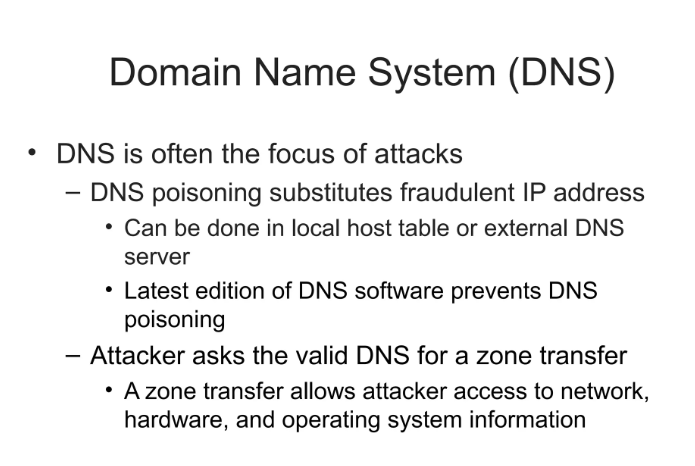 Domain Name System (DNS)
• DNS is often the focus of attacks
– DNS poisoning substitutes fraudulent IP address
• Can be done in local host table or external DNS
server
• Latest edition of DNS software prevents DNS
poisoning
– Attacker asks the valid DNS for a zone transfer
• A zone transfer allows attacker access to network,
hardware, and operating system information